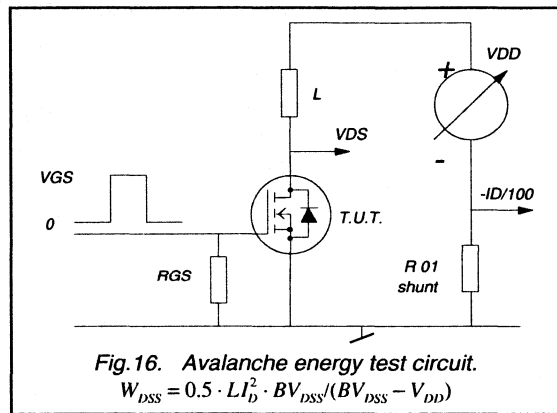 VDD
+
L
-
VDS
VGS
-ID/100
0
T.U.T.
RGS
R 01
shunt
Fig.16. Avalanche energy test circuit.
W_DSS = 0.5 · LI_D^2 · BV_DSS/(BV_DSS − V_DD)